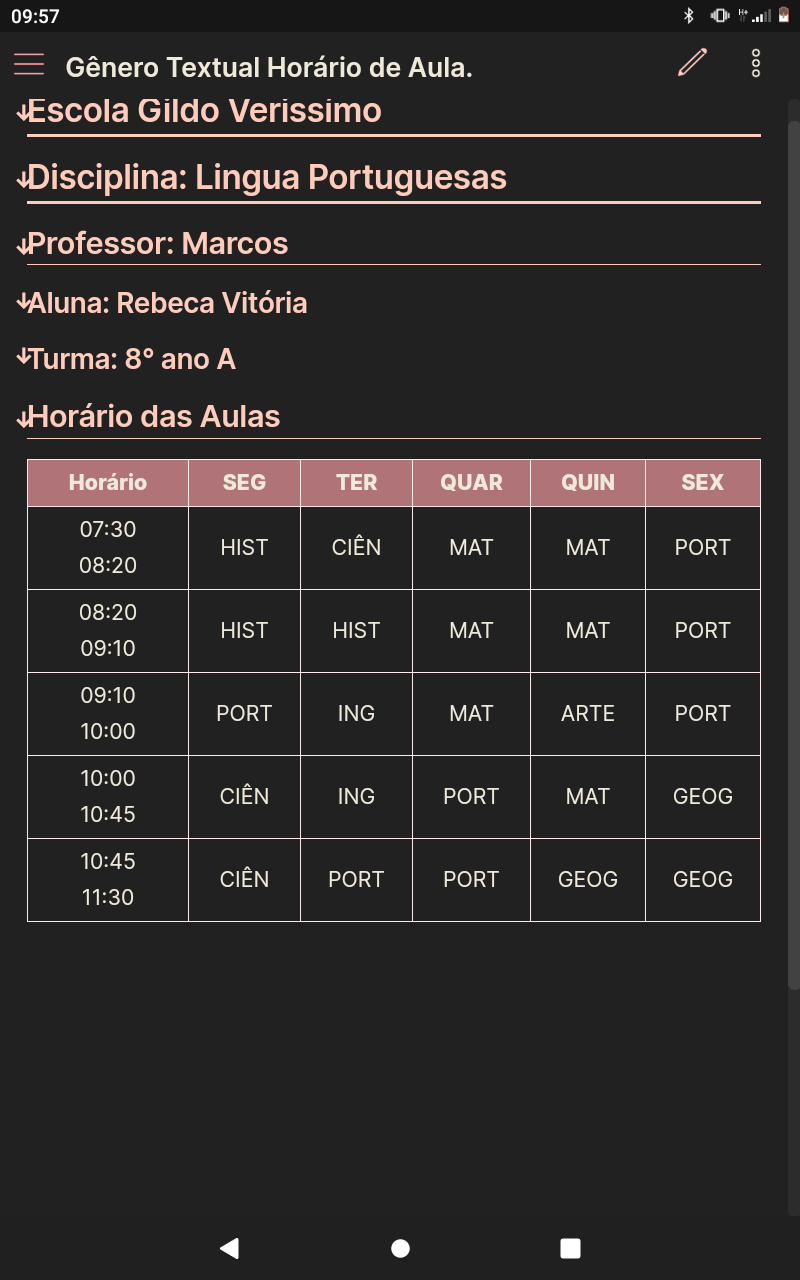 09:57
Gênero Textual Horário de Aula.
Escola Gildo Veríssimo
Disciplina: Lingua Portuguesas
Professor: Marcos
Aluna: Rebeca Vitória
Turma: 8° ano A
Horário das Aulas
Horário SEG TER QUAR QUIN SEX
07:30
08:20 HIST CIÊN MAT MAT PORT
08:20
09:10 HIST HIST MAT MAT PORT
09:10
10:00 PORT ING MAT ARTE PORT
10:00
10:45 CIÊN ING PORT MAT GEOG
10:45
11:30 CIÊN PORT PORT GEOG GEOG